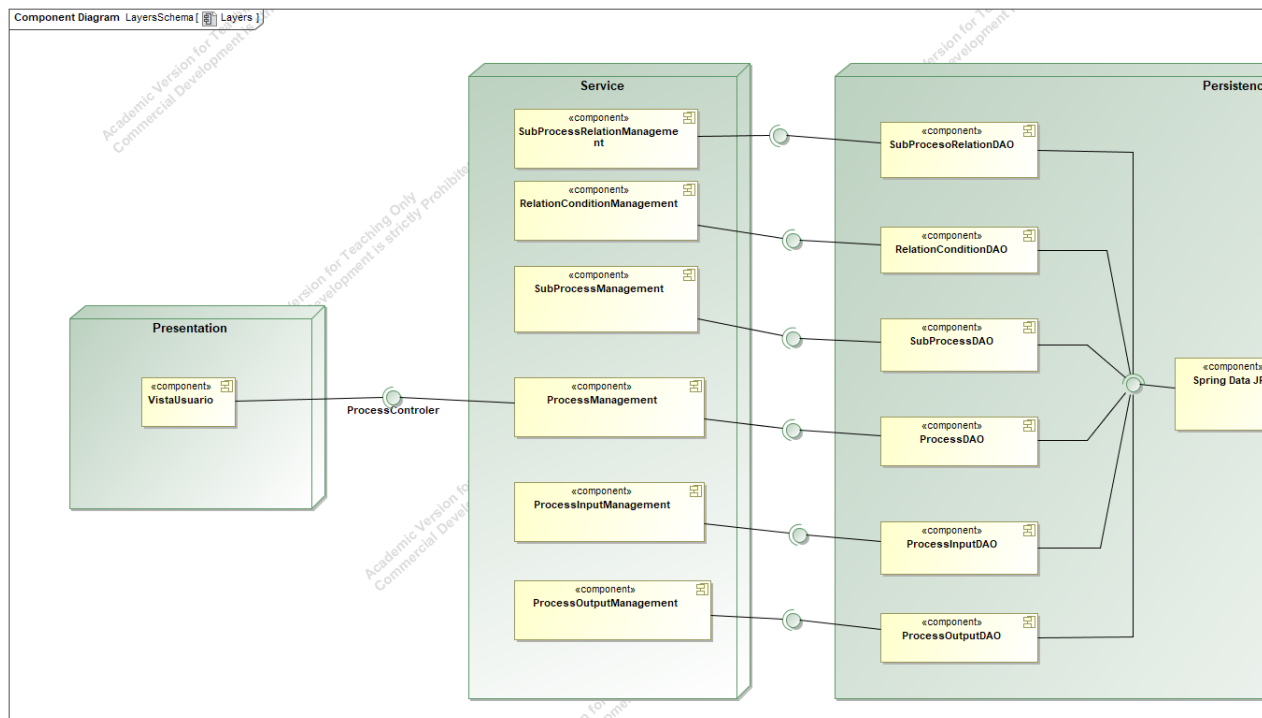 Component Diagram LayersSchema [ Layers ]
Academic Version for Teaching Only
Commercial Development is strictly Prohibited
Service
«component»
SubProcessRelationManageme
nt
«component»
RelationConditionManagement
«component»
SubProcessManagement
«component»
ProcessManagement
«component»
ProcessInputManagement
«component»
ProcessOutputManagement
Presentation
«component»
VistaUsuario
ProcessControler
Persistenc
«component»
SubProcesoRelationDAO
«component»
RelationConditionDAO
«component»
SubProcessDAO
«component»
ProcessDAO
«component»
ProcessInputDAO
«component»
ProcessOutputDAO
«component»
Spring Data JP